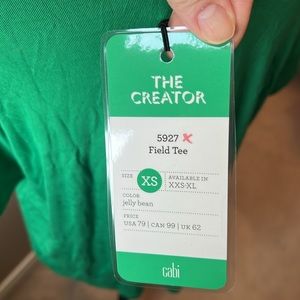 THE
CREATOR
5927
Field Tee
SIZE
XS
AVAILABLE IN
XXS-XL
COLOR
jelly bean
PRICE
USA 79 | CAN 99 | UK 62
cabi